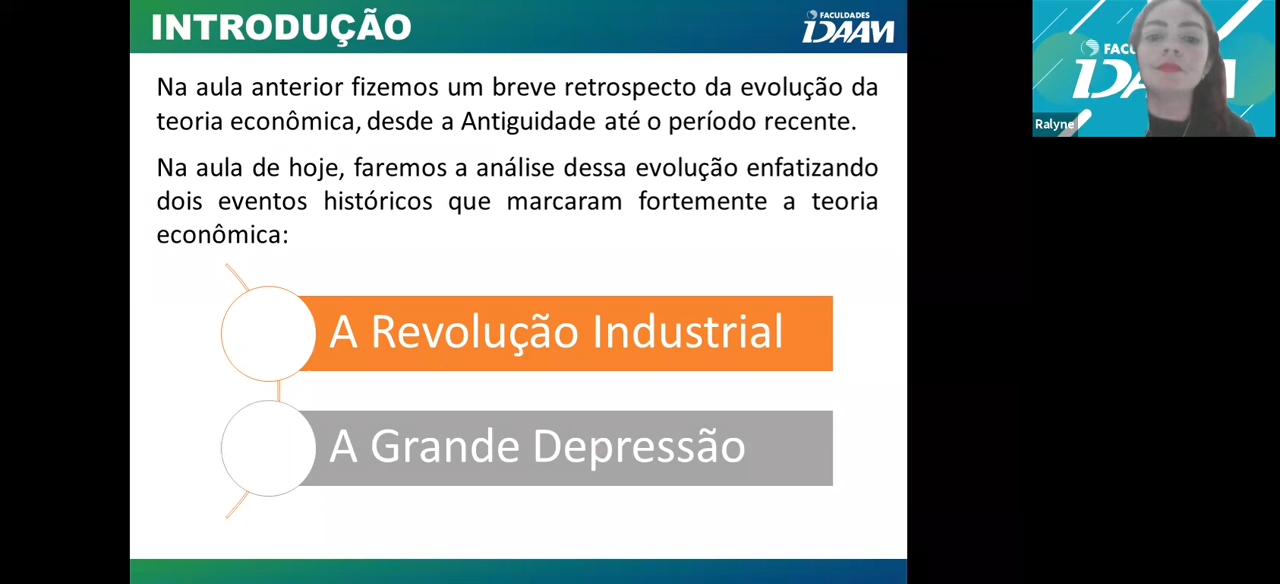 INTRODUÇÃO
FACULDADES
IDAAM
Na aula anterior fizemos um breve retrospecto da evolução da
teoria econômica, desde a Antiguidade até o período recente.
Na aula de hoje, faremos a análise dessa evolução enfatizando
dois eventos históricos que marcaram fortemente a teoria
econômica:
A Revolução Industrial
A Grande Depressão
Ralyne